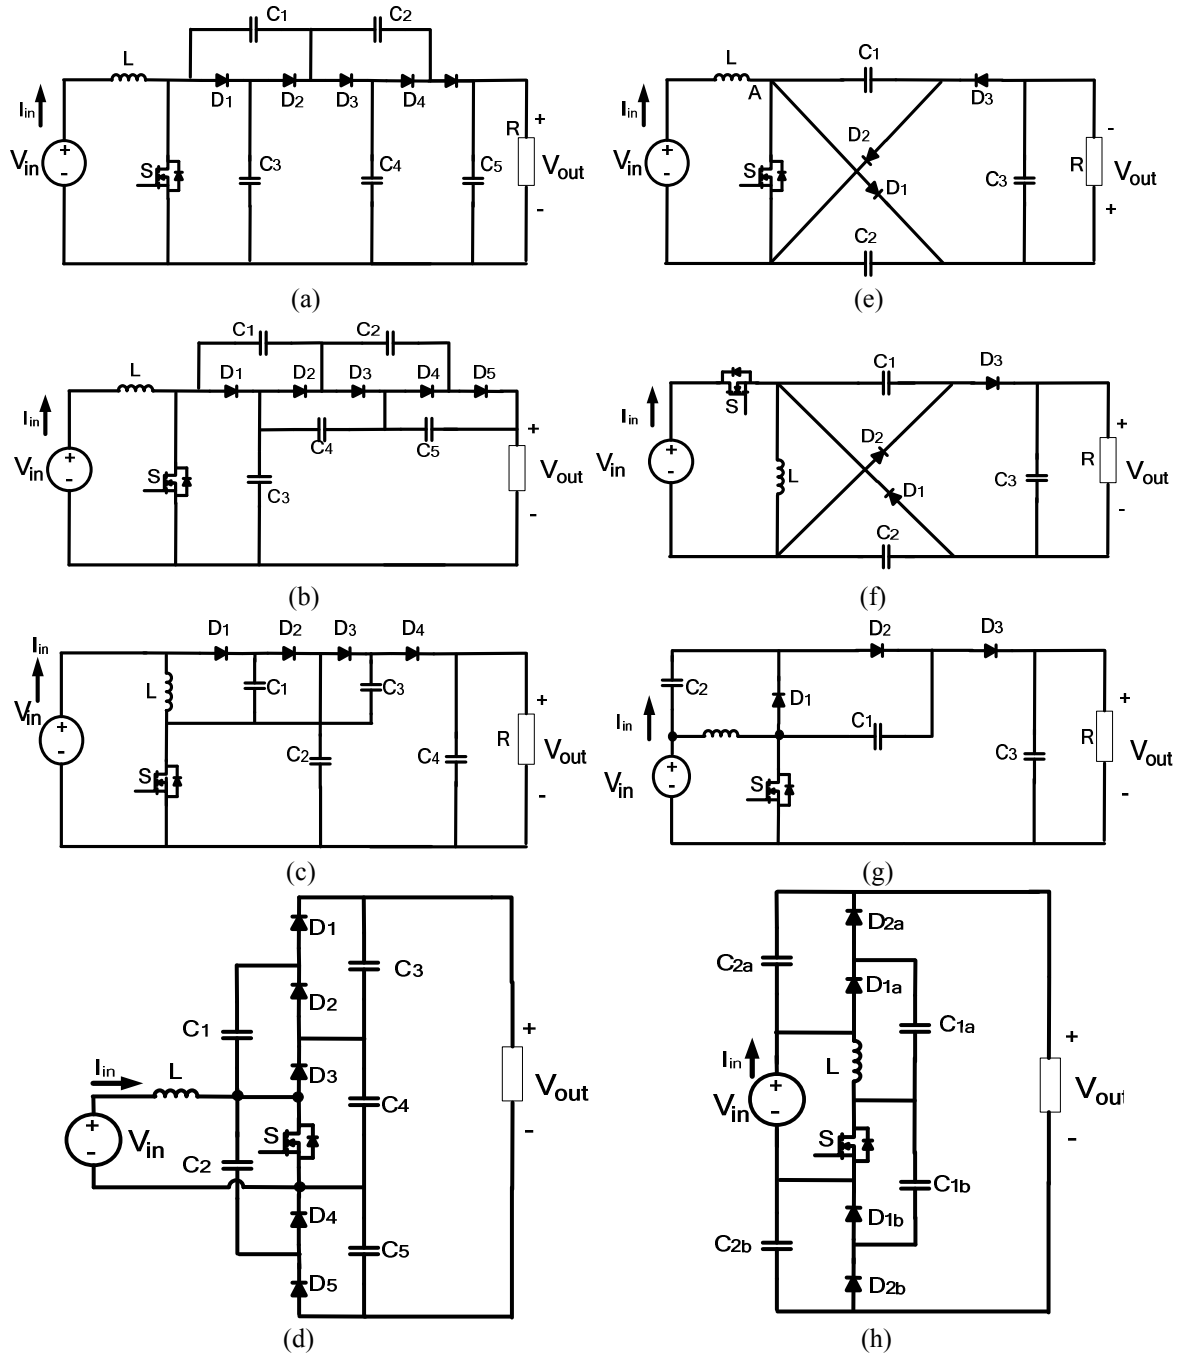 C1 C2
L
D1 D2 D3 D4
Iin
Vin
+
-
S
C3 C4 C5
R
+
Vout
-
(a)
L
A
C1
D3
Iin
Vin
+
-
S
D2
D1
C2
C3
R
-
Vout
+
(e)
C1 C2
L
D1 D2 D3 D4 D5
Iin
Vin
+
-
S
C4 C5
C3
+
Vout
-
(b)
S
C1
D3
Iin
Vin
+
-
L
D2
D1
C2
C3
R
+
Vout
-
(f)
D1 D2 D3 D4
Iin
Vin
+
-
L
C1
C3
S
C2
C4
R
+
Vout
-
(c)
D2 D3
C2
D1
Iin
C1
Vin
+
-
S
C3
R
+
Vout
-
(g)
D1
C3
D2
C1
Iin
L
D3
C4
Vin
+
-
S
C2
D4
C5
D5
+
Vout
-
(d)
D2a
C2a
D1a
C1a
Iin
L
Vin
+
-
S
C1b
D1b
C2b
D2b
+
Vout
-
(h)